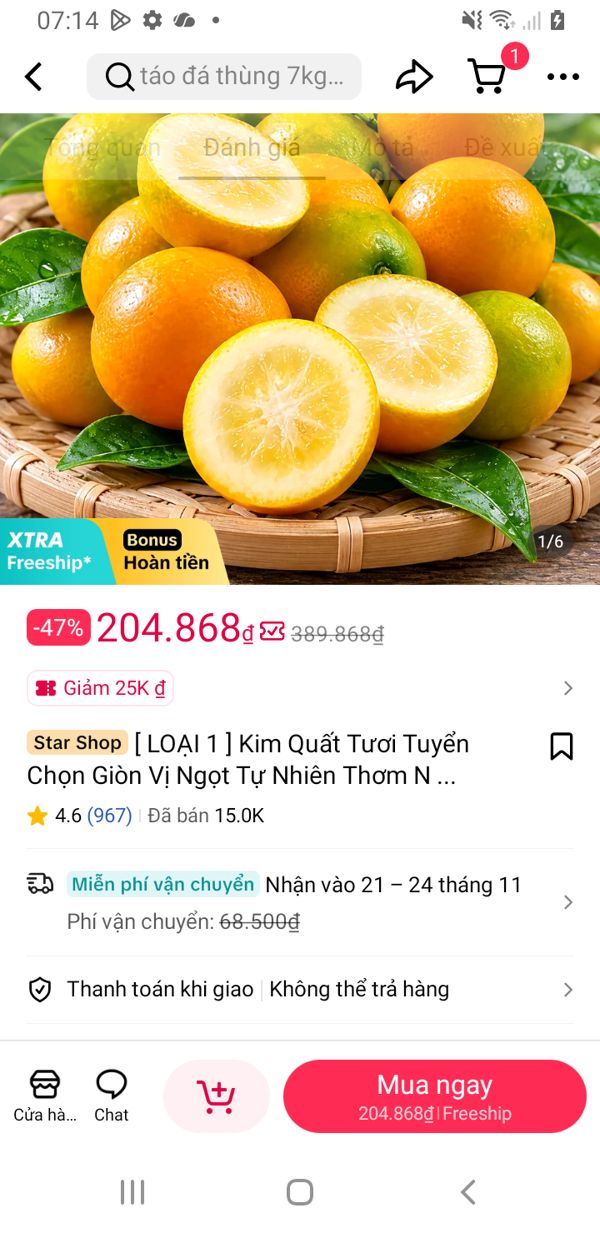 07:14
táo đá thùng 7kg...
1
Tổng quan Đánh giá Mô tả Đề xuấ
XTRA
Freeship*
Bonus
Hoàn tiền
1/6
-47% 204.868₫ 389.868₫
Giảm 25K ₫
Star Shop [ LOẠI 1 ] Kim Quất Tươi Tuyển
Chọn Giòn Vị Ngọt Tự Nhiên Thơm N ...
4.6 (967) Đã bán 15.0K
Miễn phí vận chuyển Nhận vào 21 – 24 tháng 11
Phí vận chuyển: 68.500₫
Thanh toán khi giao Không thể trả hàng
Cửa hà... Chat
Mua ngay
204.868₫ Freeship